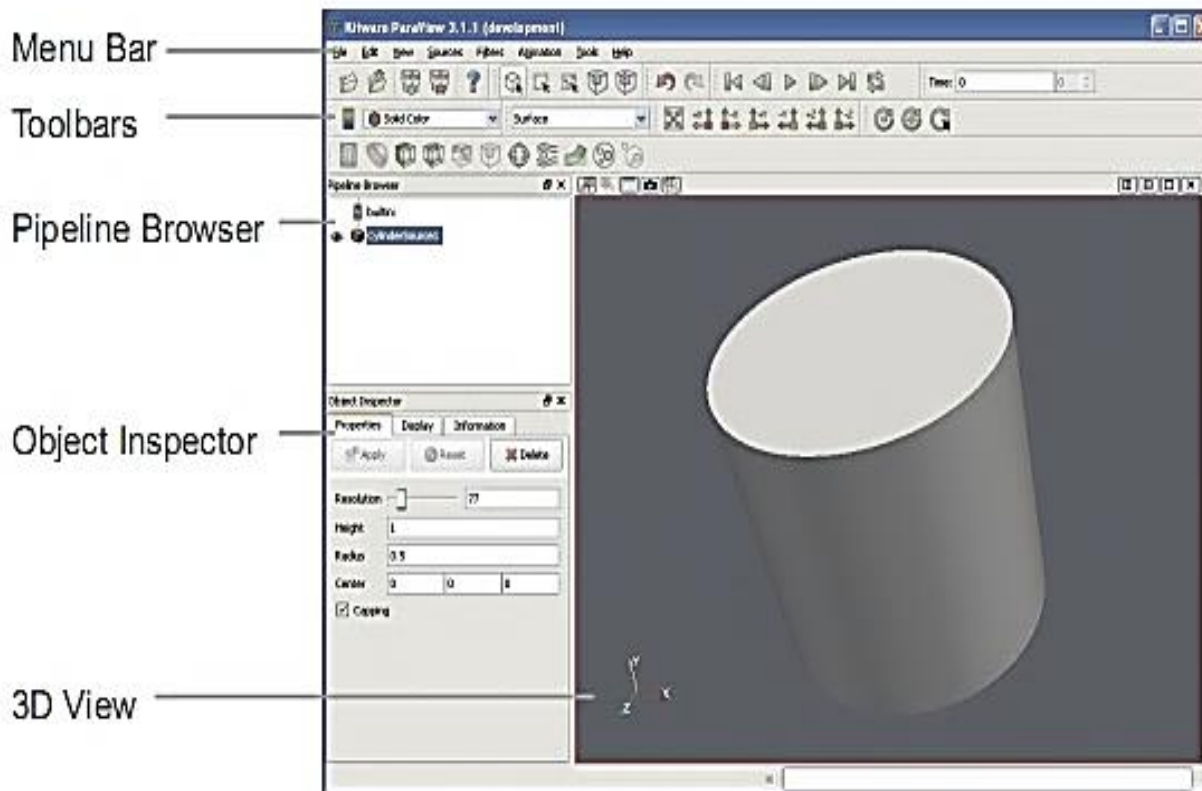 Kitware ParaView 3.1.1 (development)
Menu Bar
File Edit View Sources Filters Animation Tools Help
Time: 0 0
Toolbars
Solid Color Surface
Pipeline Browser
Pipeline Browser
builtin:
CylinderSource1
Object Inspector
Object Inspector
Properties Display Information
Apply Reset Delete
Resolution 77
Height 1
Radius 0.5
Center 0 0 0
Capping
3D View
Y
X
Z